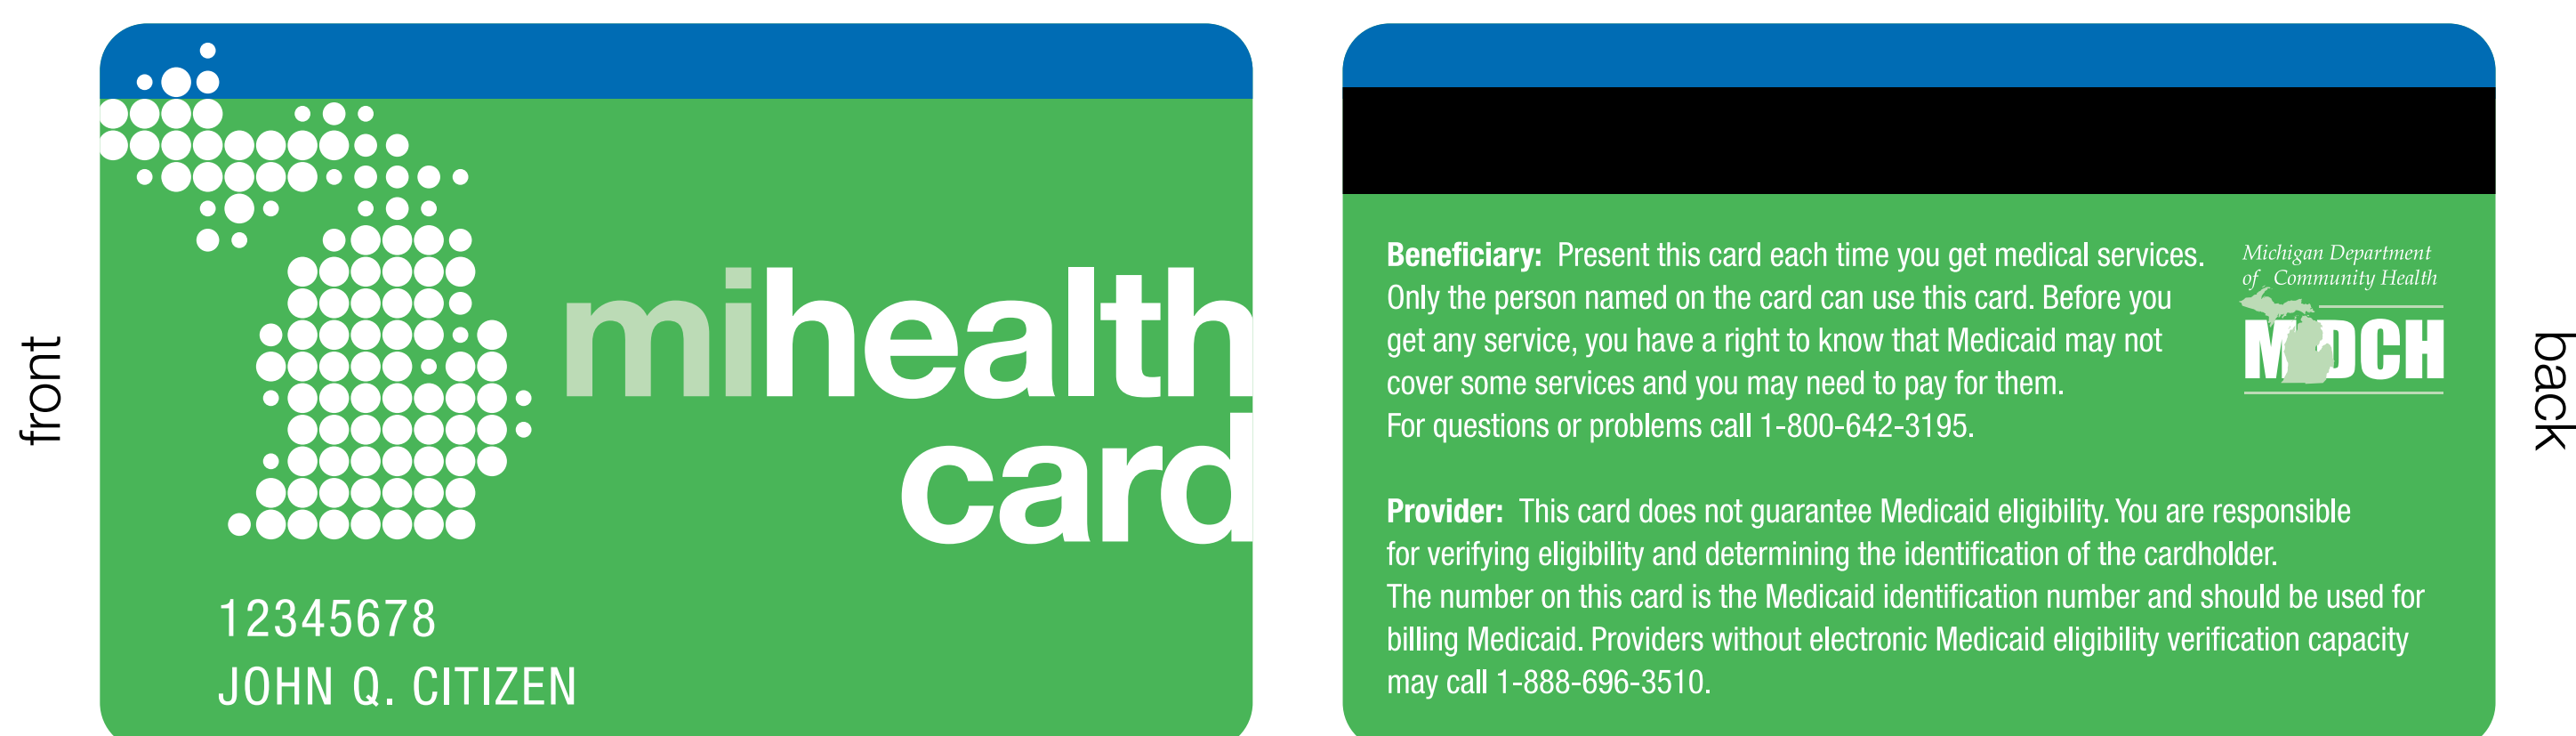 front
mihealth
card
12345678
JOHN Q. CITIZEN
Beneficiary: Present this card each time you get medical services.
Only the person named on the card can use this card. Before you
get any service, you have a right to know that Medicaid may not
cover some services and you may need to pay for them.
For questions or problems call 1-800-642-3195.
Michigan Department
of Community Health
MDCH
Provider: This card does not guarantee Medicaid eligibility. You are responsible
for verifying eligibility and determining the identification of the cardholder.
The number on this card is the Medicaid identification number and should be used for
billing Medicaid. Providers without electronic Medicaid eligibility verification capacity
may call 1-888-696-3510.
back